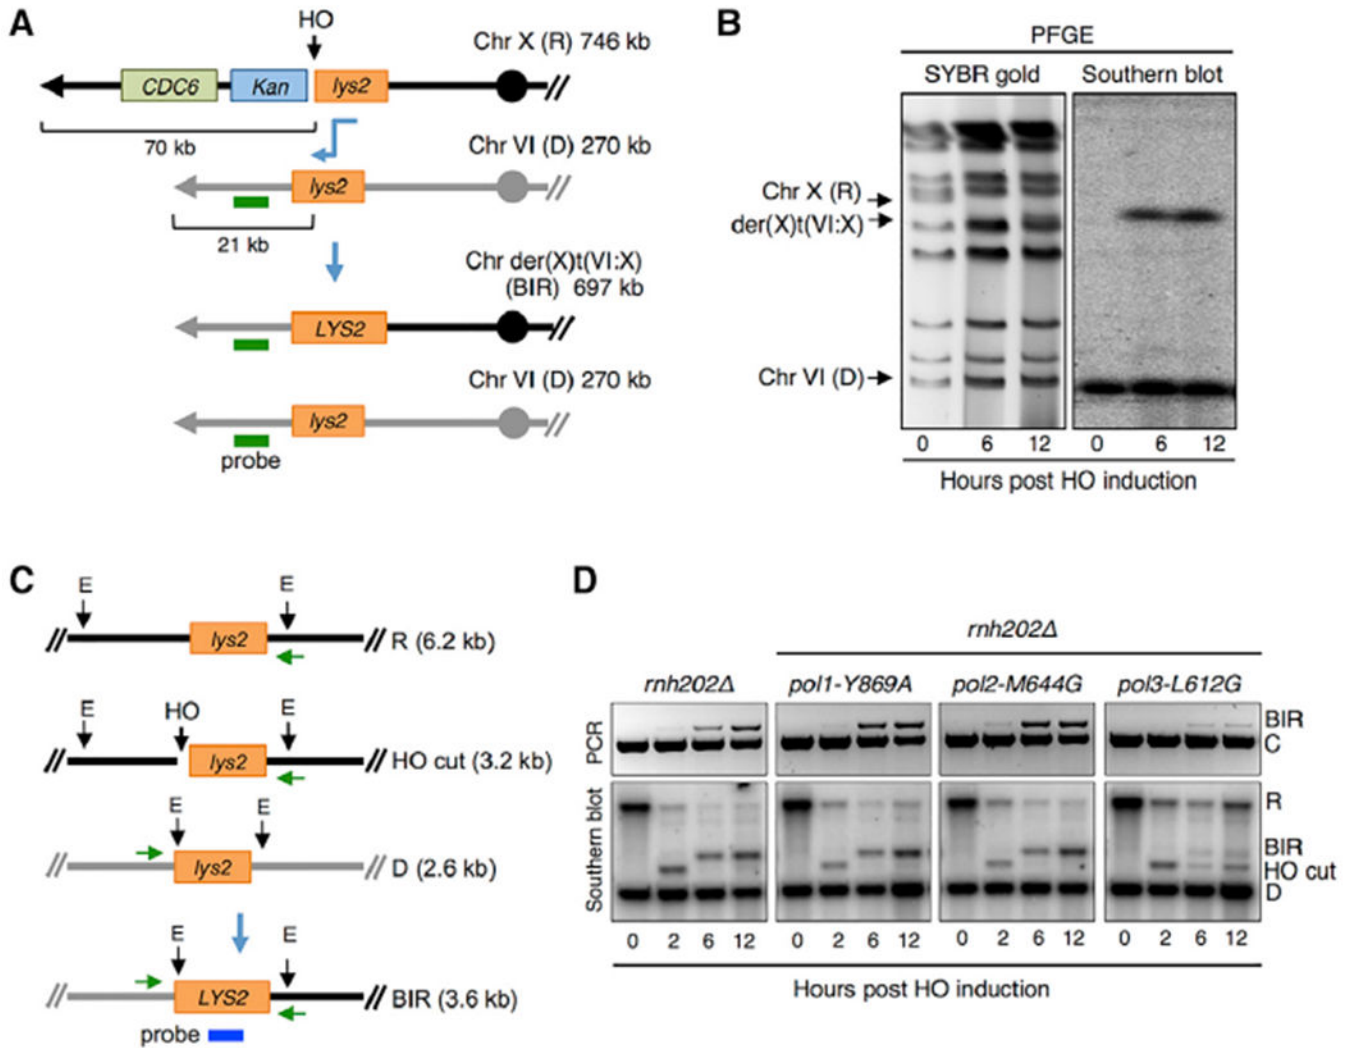 A
HO
Chr X (R) 746 kb
CDC6 Kan lys2
70 kb
Chr VI (D) 270 kb
lys2
21 kb
Chr der(X)t(VI:X)
(BIR) 697 kb
LYS2
Chr VI (D) 270 kb
lys2
probe
B
PFGE
SYBR gold Southern blot
Chr X (R)
der(X)t(VI:X)
Chr VI (D)
0 6 12 0 6 12
Hours post HO induction
C
E E
lys2 R (6.2 kb)
E HO E
lys2 HO cut (3.2 kb)
E E
lys2 D (2.6 kb)
E E
LYS2 BIR (3.6 kb)
probe
D
rnh202Δ
rnh202Δ pol1-Y869A pol2-M644G pol3-L612G
PCR
BIR
C
Southern blot
R
BIR
HO cut
D
0 2 6 12 0 2 6 12 0 2 6 12 0 2 6 12
Hours post HO induction